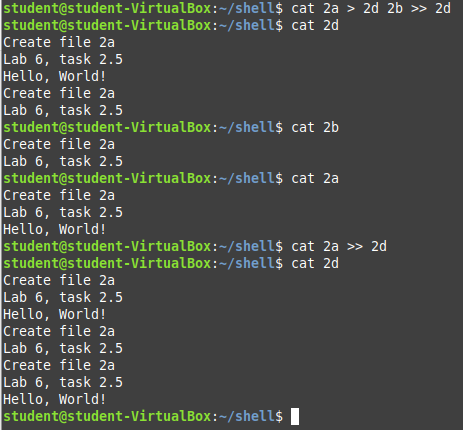 student@student-VirtualBox:~/shell$ cat 2a > 2d 2b >> 2d
student@student-VirtualBox:~/shell$ cat 2d
Create file 2a
Lab 6, task 2.5
Hello, World!
Create file 2a
Lab 6, task 2.5
student@student-VirtualBox:~/shell$ cat 2b
Create file 2a
Lab 6, task 2.5
student@student-VirtualBox:~/shell$ cat 2a
Create file 2a
Lab 6, task 2.5
Hello, World!
student@student-VirtualBox:~/shell$ cat 2a >> 2d
student@student-VirtualBox:~/shell$ cat 2d
Create file 2a
Lab 6, task 2.5
Hello, World!
Create file 2a
Lab 6, task 2.5
Create file 2a
Lab 6, task 2.5
Hello, World!
student@student-VirtualBox:~/shell$